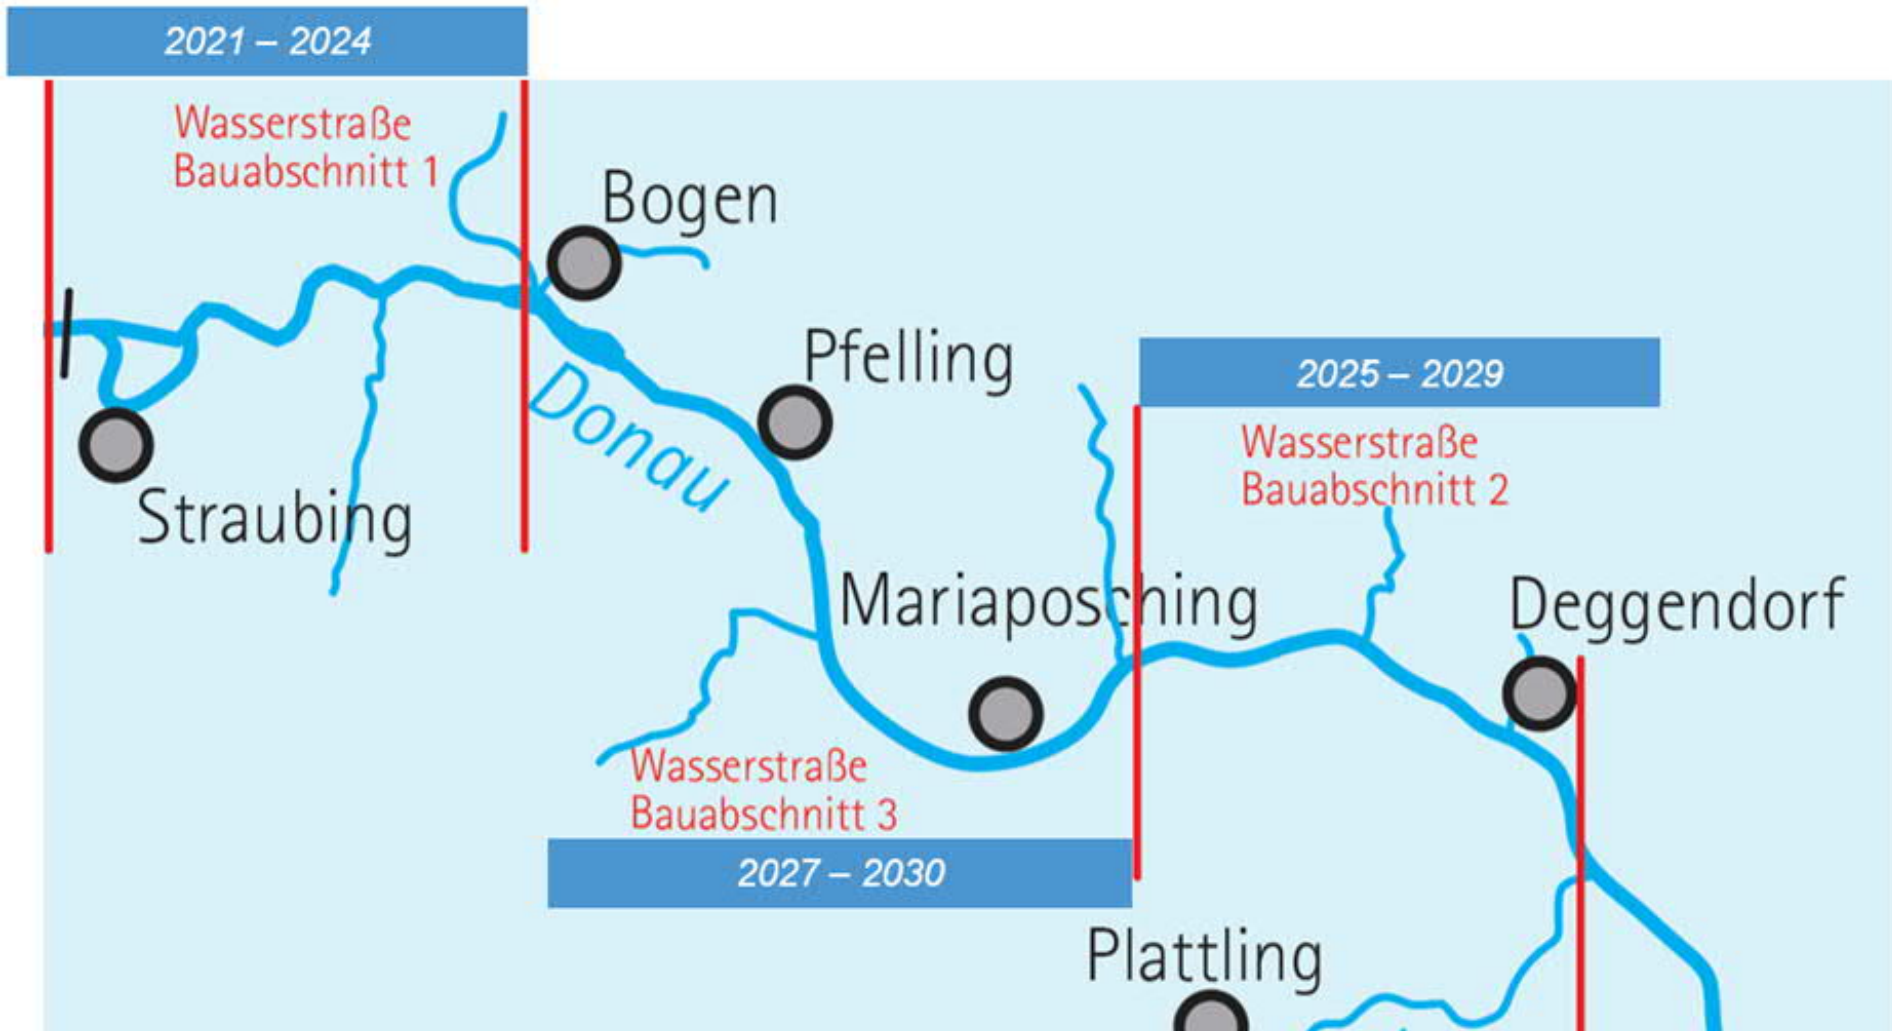 2021 – 2024
Wasserstraße
Bauabschnitt 1
Bogen
Pfelling
2025 – 2029
Donau
Wasserstraße
Bauabschnitt 2
Straubing
Mariaposching
Deggendorf
Wasserstraße
Bauabschnitt 3
2027 – 2030
Plattling